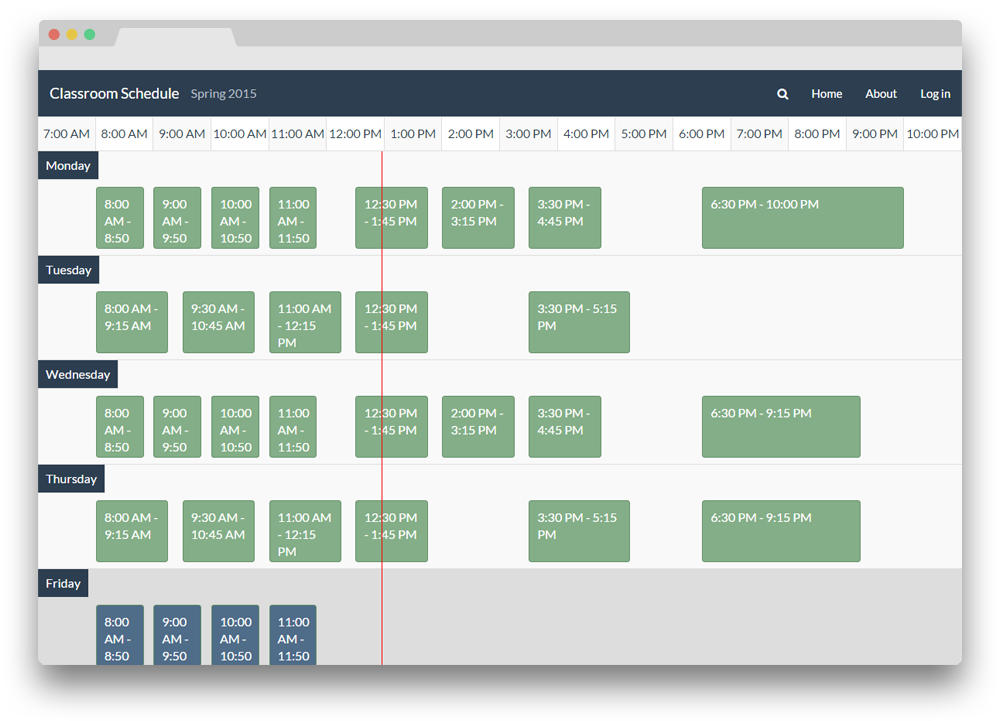 Classroom Schedule Spring 2015 Home About Log in
7:00 AM 8:00 AM 9:00 AM 10:00 AM 11:00 AM 12:00 PM 1:00 PM 2:00 PM 3:00 PM 4:00 PM 5:00 PM 6:00 PM 7:00 PM 8:00 PM 9:00 PM 10:00 PM
Monday
8:00
AM -
8:50
9:00
AM -
9:50
10:00
AM -
10:50
11:00
AM -
11:50
12:30 PM
- 1:45 PM
2:00 PM -
3:15 PM
3:30 PM -
4:45 PM
6:30 PM - 10:00 PM
Tuesday
8:00 AM -
9:15 AM
9:30 AM -
10:45 AM
11:00 AM
- 12:15
PM
12:30 PM
- 1:45 PM
3:30 PM - 5:15
PM
Wednesday
8:00
AM -
8:50
9:00
AM -
9:50
10:00
AM -
10:50
11:00
AM -
11:50
12:30 PM
- 1:45 PM
2:00 PM -
3:15 PM
3:30 PM -
4:45 PM
6:30 PM - 9:15 PM
Thursday
8:00 AM -
9:15 AM
9:30 AM -
10:45 AM
11:00 AM
- 12:15
PM
12:30 PM
- 1:45 PM
3:30 PM - 5:15
PM
6:30 PM - 9:15 PM
Friday
8:00
AM -
8:50
9:00
AM -
9:50
10:00
AM -
10:50
11:00
AM -
11:50